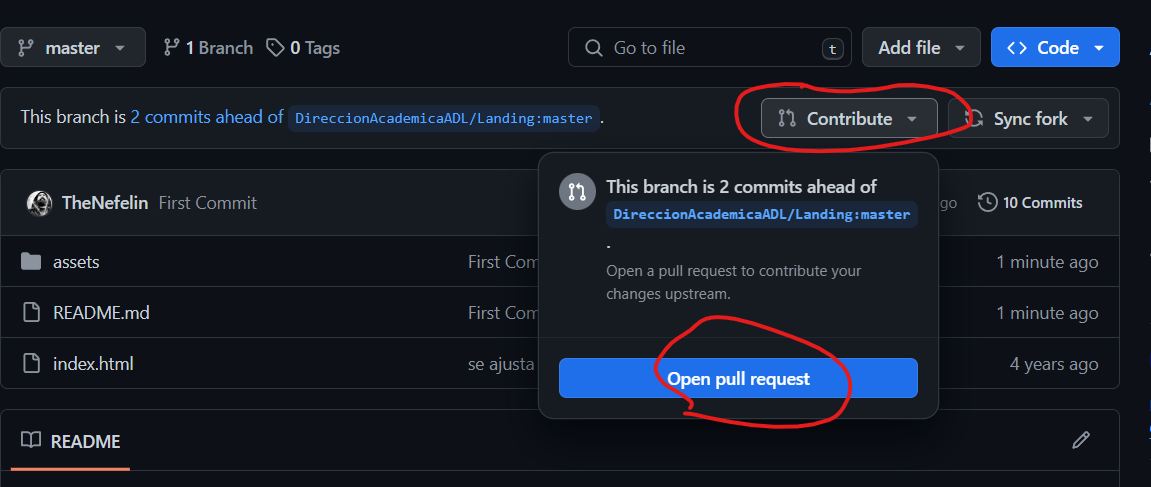 master 1 Branch 0 Tags Go to file t Add file Code
This branch is 2 commits ahead of DireccionAcademicaADL/Landing:master . Contribute Sync fork
This branch is 2 commits ahead of
DireccionAcademicaADL/Landing:master
.
Open a pull request to contribute your
changes upstream.
Open pull request
TheNefelin First Commit go 10 Commits
assets First Com 1 minute ago
README.md First Com 1 minute ago
index.html se ajusta 4 years ago
README